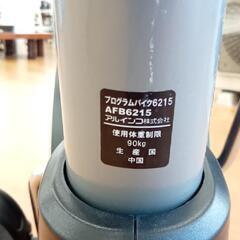 プログラムバイク6215
AFB6215
アルインコ株式会社
使用体重制限
90kg
生産国
中国